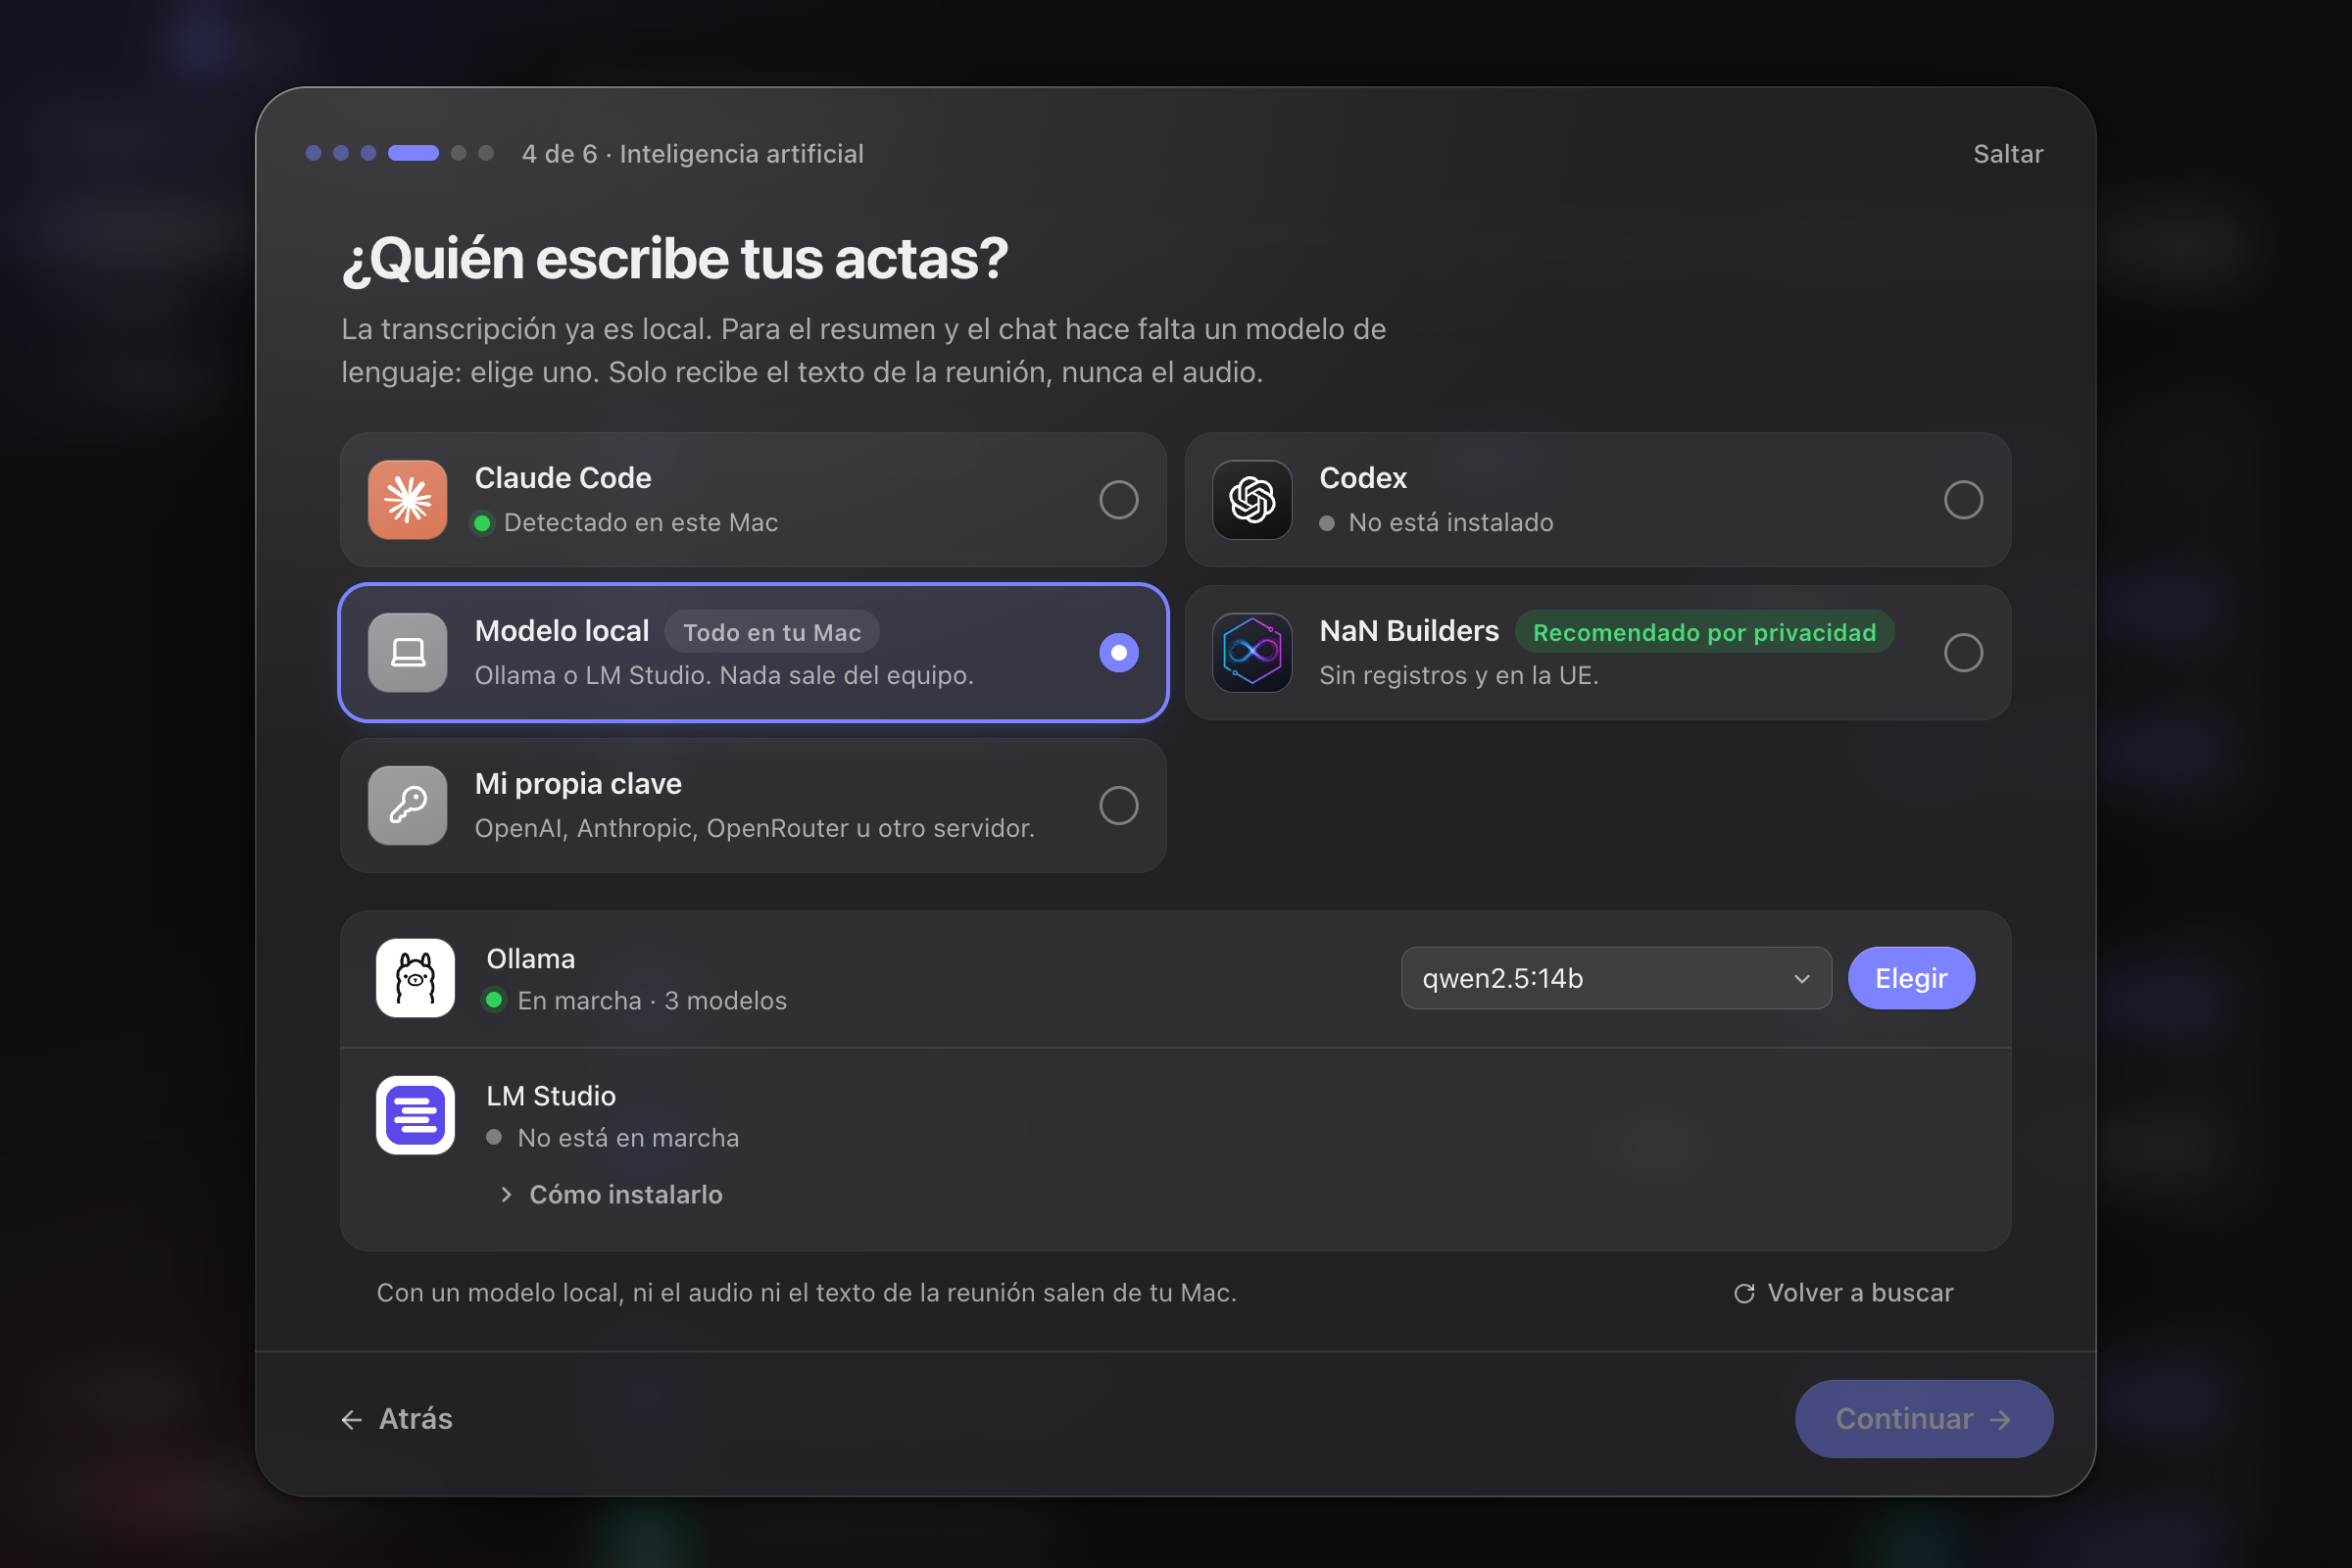 4 de 6 · Inteligencia artificial
Saltar
¿Quién escribe tus actas?
La transcripción ya es local. Para el resumen y el chat hace falta un modelo de
lenguaje: elige uno. Solo recibe el texto de la reunión, nunca el audio.
Claude Code
Detectado en este Mac
Codex
No está instalado
Modelo local
Todo en tu Mac
Ollama o LM Studio. Nada sale del equipo.
NaN Builders
Recomendado por privacidad
Sin registros y en la UE.
Mi propia clave
OpenAI, Anthropic, OpenRouter u otro servidor.
Ollama
En marcha · 3 modelos
qwen2.5:14b
Elegir
LM Studio
No está en marcha
Cómo instalarlo
Con un modelo local, ni el audio ni el texto de la reunión salen de tu Mac.
Volver a buscar
Atrás
Continuar